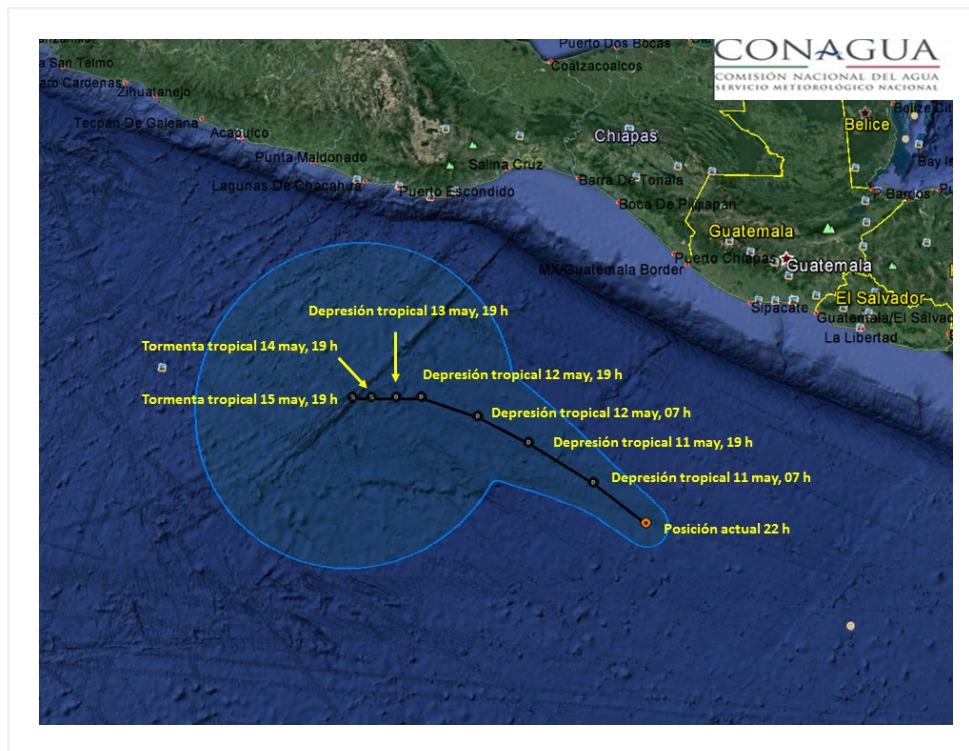 Puerto Dos Bocas
CONAGUA
COMISIÓN NACIONAL DEL AGUA
SERVICIO METEOROLÓGICO NACIONAL
San Telmo
Coatzacoalcos
Zihuatanejo
Tecpan De Galeana
Acapulco
Chiapas
Belice
Punta Maldonado
Salina Cruz
Bay
Lagunas De Chacahua
Puerto Escondido
Barra De Tonala
P. Barrios
Boca De Pijijiapan
Guatemala
Puerto Chiapas
Guatemala
MX/Guatemala Border
El Salvador
Sipacate
Guatemala/El
La Libertad
Depresión tropical 13 may, 19 h
Tormenta tropical 14 may, 19 h
Depresión tropical 12 may, 19 h
Tormenta tropical 15 may, 19 h
S S D D
Depresión tropical 12 may, 07 h
D
Depresión tropical 11 may, 19 h
D
Depresión tropical 11 may, 07 h
D
Posición actual 22 h